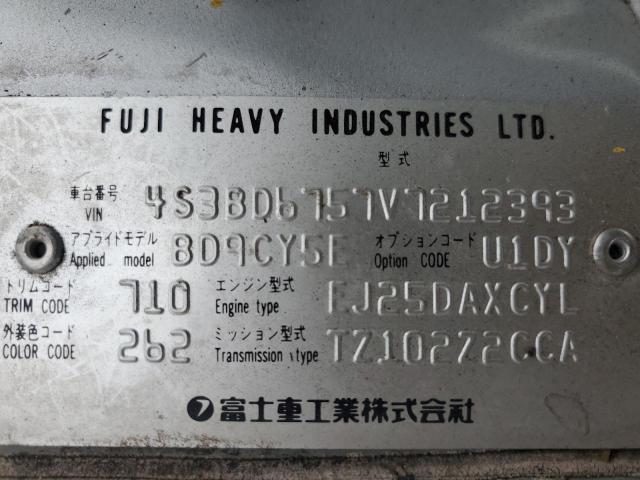 FUJI HEAVY INDUSTRIES LTD.
型式
車台番号 VIN 4S3BD6757V7212393
アプライドモデル Applied model BD9CY5E オプションコード Option CODE U1DY
トリムコード TRIM CODE 710 エンジン型式 Engine type EJ25DAXCYL
外装色コード COLOR CODE 262 ミッション型式 Transmission type TZ102Z2CCA
富士重工業株式会社